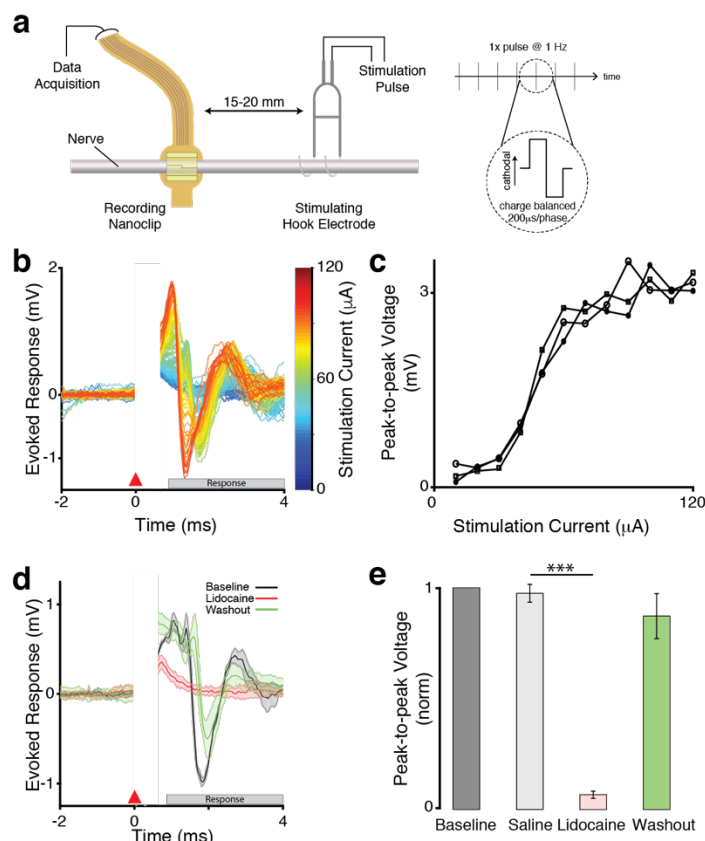 a
Data
Acquisition
15-20 mm
Stimulation
Pulse
Nerve
Recording
Nanoclip
Stimulating
Hook Electrode
1x pulse @ 1 Hz
time
cathodal
charge balanced
200μs/phase
b
Evoked Response (mV)
2
0
-1
-2
0
4
Time (ms)
Response
120
60
0
Stimulation Current (μA)
c
Peak-to-peak Voltage
(mV)
3
0
0
120
Stimulation Current (μA)
d
Evoked Response (mV)
1
0
-1
Baseline
Lidocaine
Washout
Response
-2
0
4
Time (ms)
e
Peak-to-peak Voltage
(norm)
1
0
***
Baseline
Saline
Lidocaine
Washout